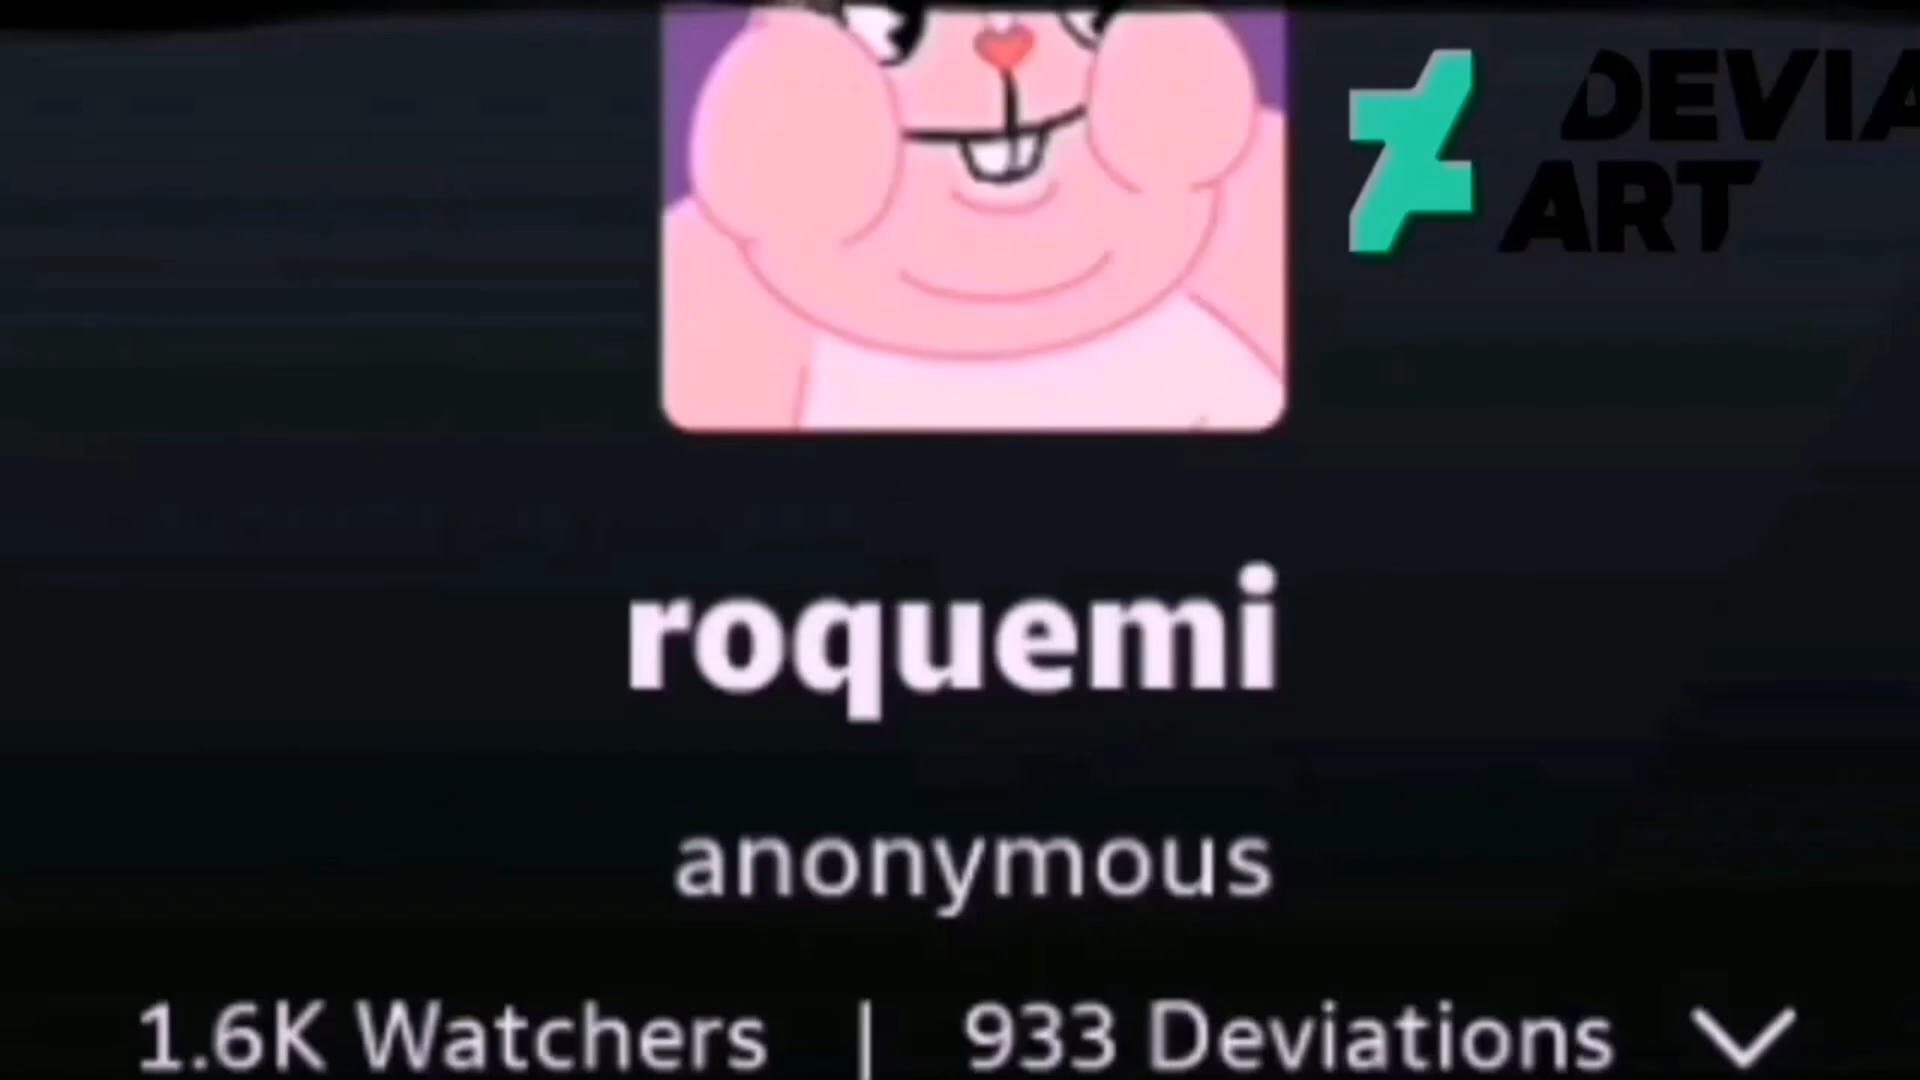 DEVIA
ART
roquemi
anonymous
1.6K Watchers | 933 Deviations